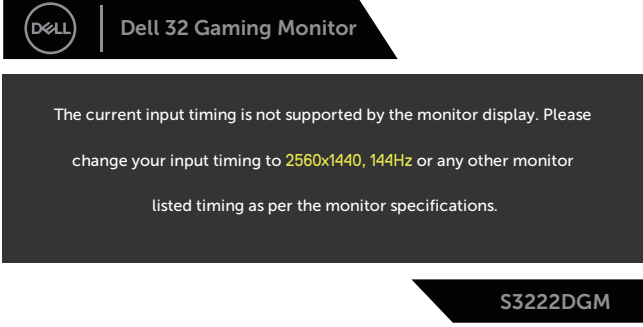 DELL
Dell 32 Gaming Monitor
The current input timing is not supported by the monitor display. Please
change your input timing to 2560x1440, 144Hz or any other monitor
listed timing as per the monitor specifications.
S3222DGM